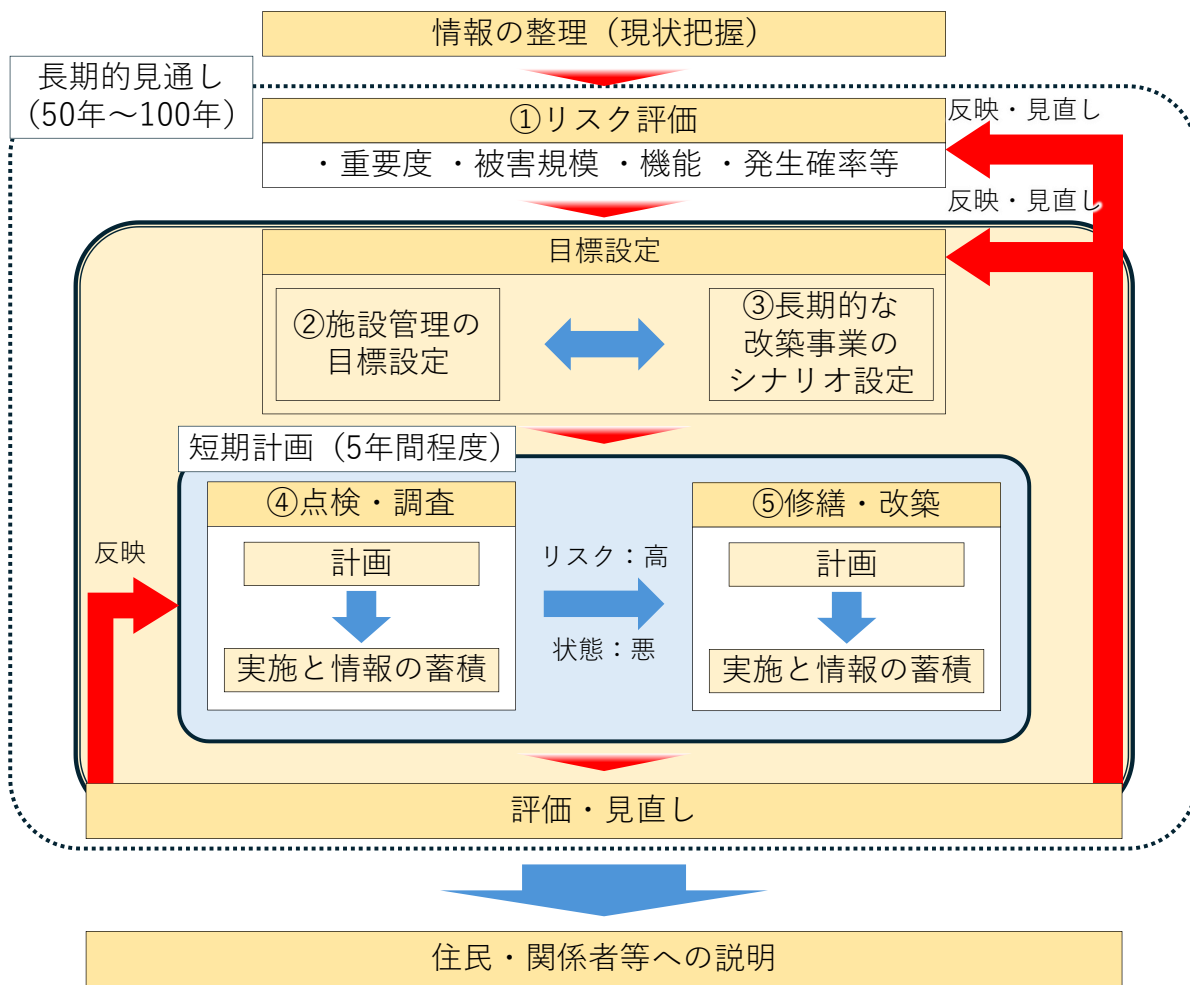 情報の整理（現状把握）
長期的見通し
（50年～100年）
①リスク評価
・重要度 ・被害規模 ・機能 ・発生確率等
反映・見直し
反映・見直し
目標設定
②施設管理の
目標設定
③長期的な
改築事業の
シナリオ設定
短期計画（5年間程度）
④点検・調査
計画
実施と情報の蓄積
リスク：高
状態：悪
⑤修繕・改築
計画
実施と情報の蓄積
反映
評価・見直し
住民・関係者等への説明